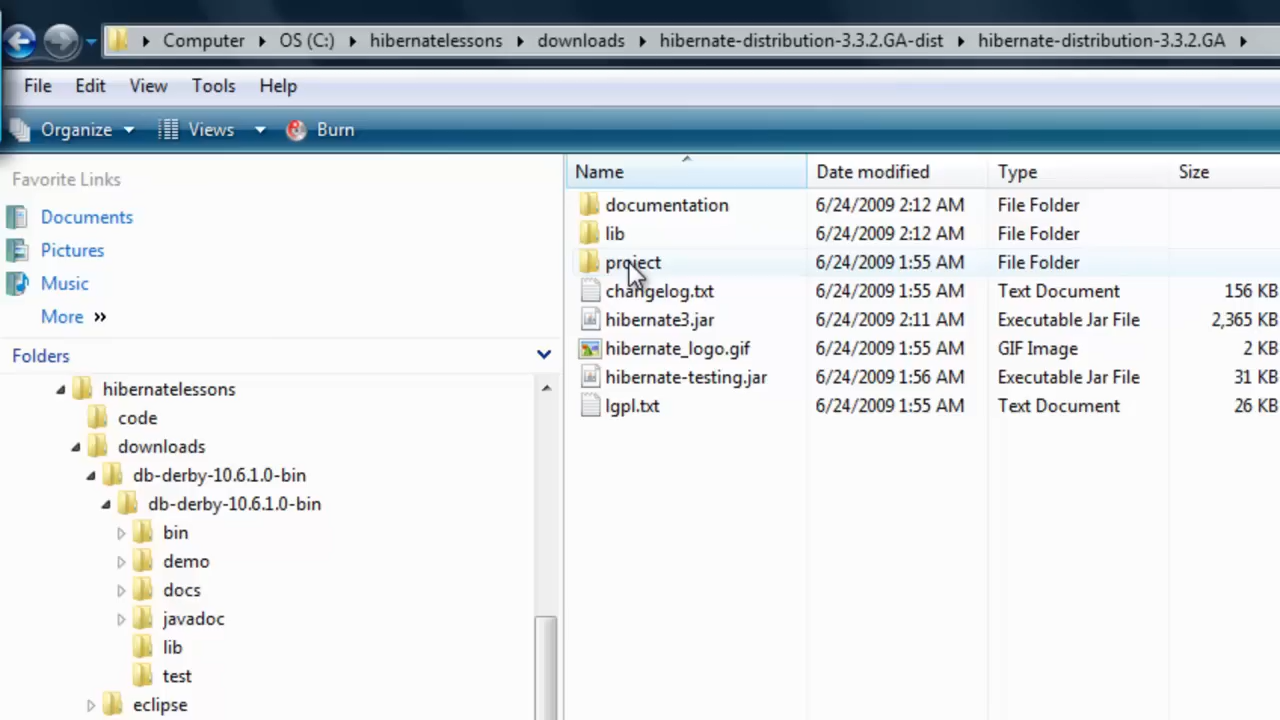 Computer OS (C:) hibernatelessons downloads hibernate-distribution-3.3.2.GA-dist hibernate-distribution-3.3.2.GA
File Edit View Tools Help
Organize Views Burn
Favorite Links
Documents
Pictures
Music
More »
Folders
hibernatelessons
code
downloads
db-derby-10.6.1.0-bin
db-derby-10.6.1.0-bin
bin
demo
docs
javadoc
lib
test
eclipse
Name Date modified Type Size
documentation 6/24/2009 2:12 AM File Folder
lib 6/24/2009 2:12 AM File Folder
project 6/24/2009 1:55 AM File Folder
changelog.txt 6/24/2009 1:55 AM Text Document 156 KB
hibernate3.jar 6/24/2009 2:11 AM Executable Jar File 2,365 KB
hibernate_logo.gif 6/24/2009 1:55 AM GIF Image 2 KB
hibernate-testing.jar 6/24/2009 1:56 AM Executable Jar File 31 KB
lgpl.txt 6/24/2009 1:55 AM Text Document 26 KB